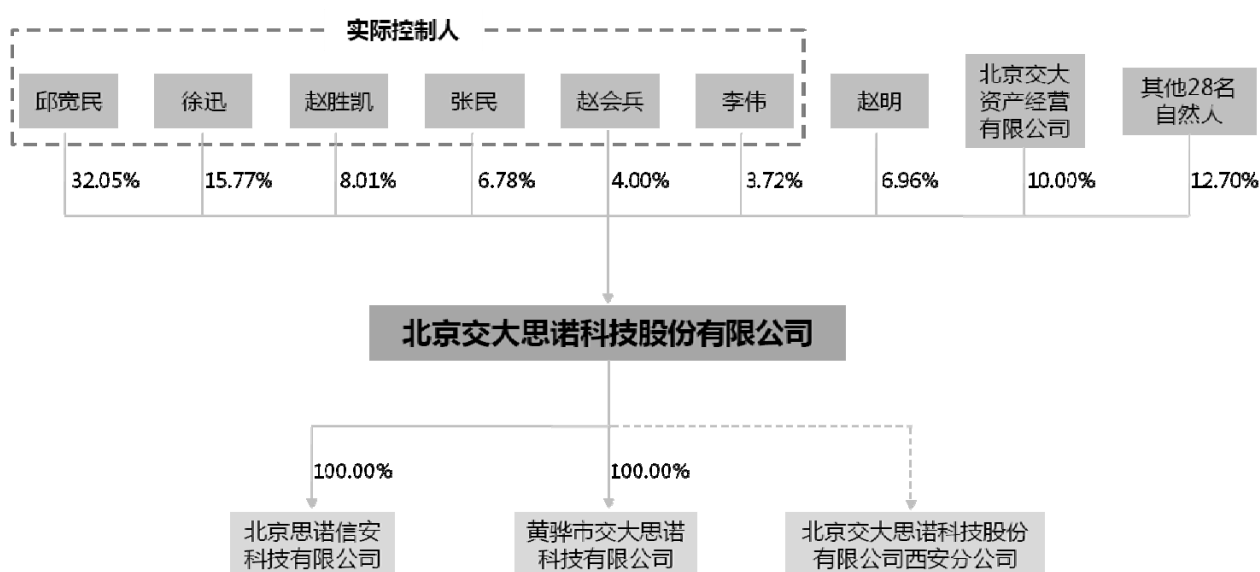 实际控制人
邱宽民
徐迅
赵胜凯
张民
赵会兵
李伟
赵明
北京交大
资产经营
有限公司
其他28名
自然人
32.05%
15.77%
8.01%
6.78%
4.00%
3.72%
6.96%
10.00%
12.70%
北京交大思诺科技股份有限公司
100.00%
100.00%
北京思诺信安
科技有限公司
黄骅市交大思诺
科技有限公司
北京交大思诺科技股份
有限公司西安分公司